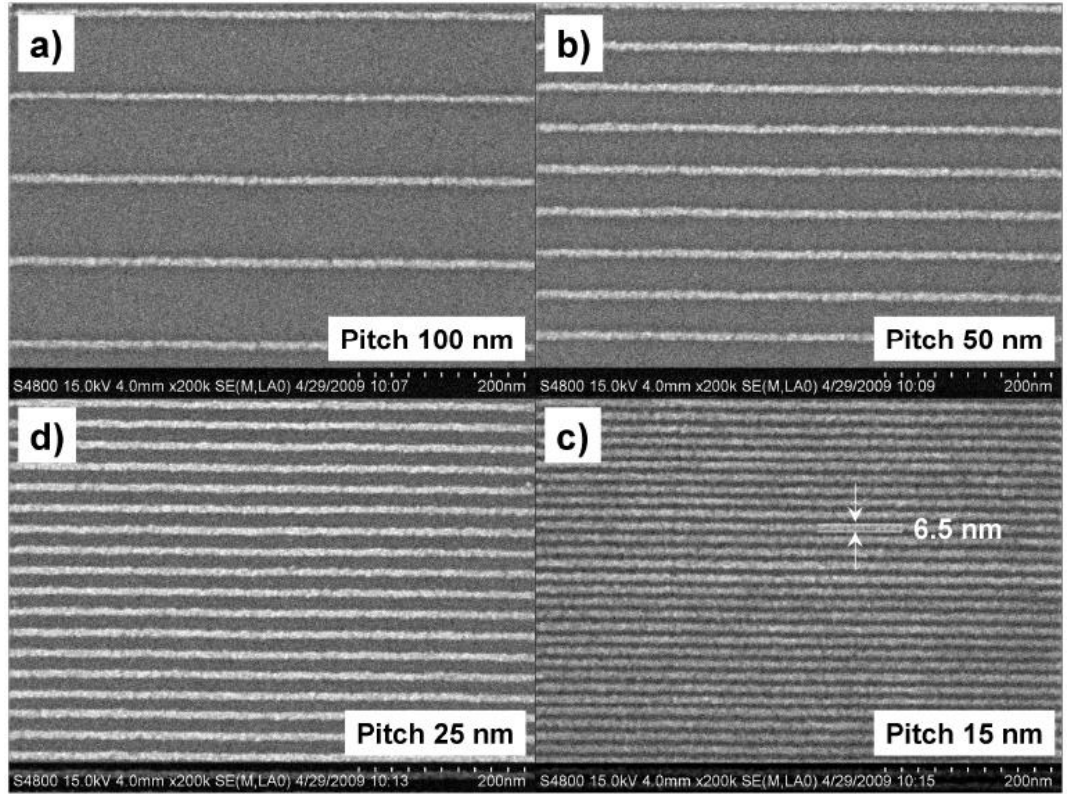 a)
Pitch 100 nm
S4800 15.0kV 4.0mm x200k SE(M,LA0) 4/29/2009 10:07 200nm
b)
Pitch 50 nm
S4800 15.0kV 4.0mm x200k SE(M,LA0) 4/29/2009 10:09 200nm
d)
Pitch 25 nm
S4800 15.0kV 4.0mm x200k SE(M,LA0) 4/29/2009 10:13 200nm
c)
6.5 nm
Pitch 15 nm
S4800 15.0kV 4.0mm x200k SE(M,LA0) 4/29/2009 10:15 200nm